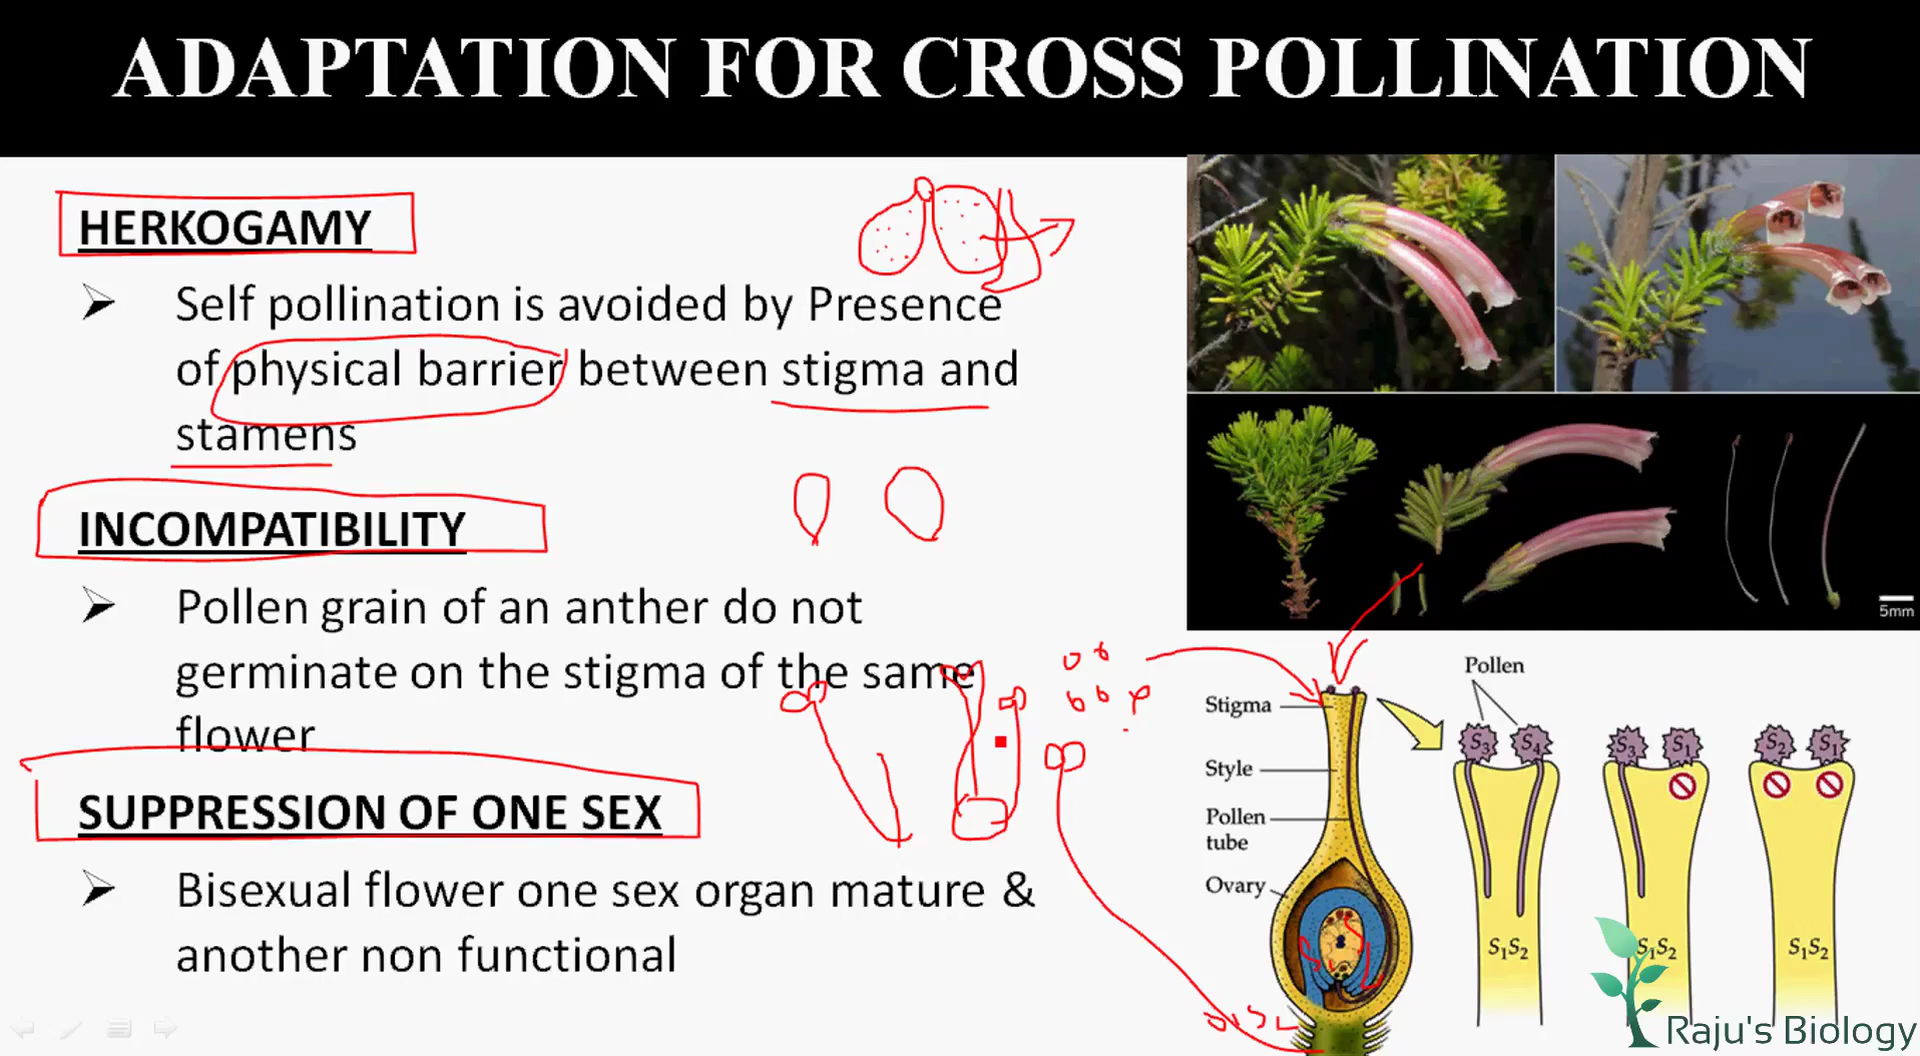 ADAPTATION FOR CROSS POLLINATION
HERKOGAMY
Self pollination is avoided by Presence
of physical barrier between stigma and
stamens
INCOMPATIBILITY
Pollen grain of an anther do not
germinate on the stigma of the same
flower
SUPPRESSION OF ONE SEX
Bisexual flower one sex organ mature &
another non functional
5mm
Stigma
Style
Pollen
tube
Ovary
Pollen
S3 S4 S3 S1 S2 S1
S1S2 S1S2 S1S2
Raju's Biology